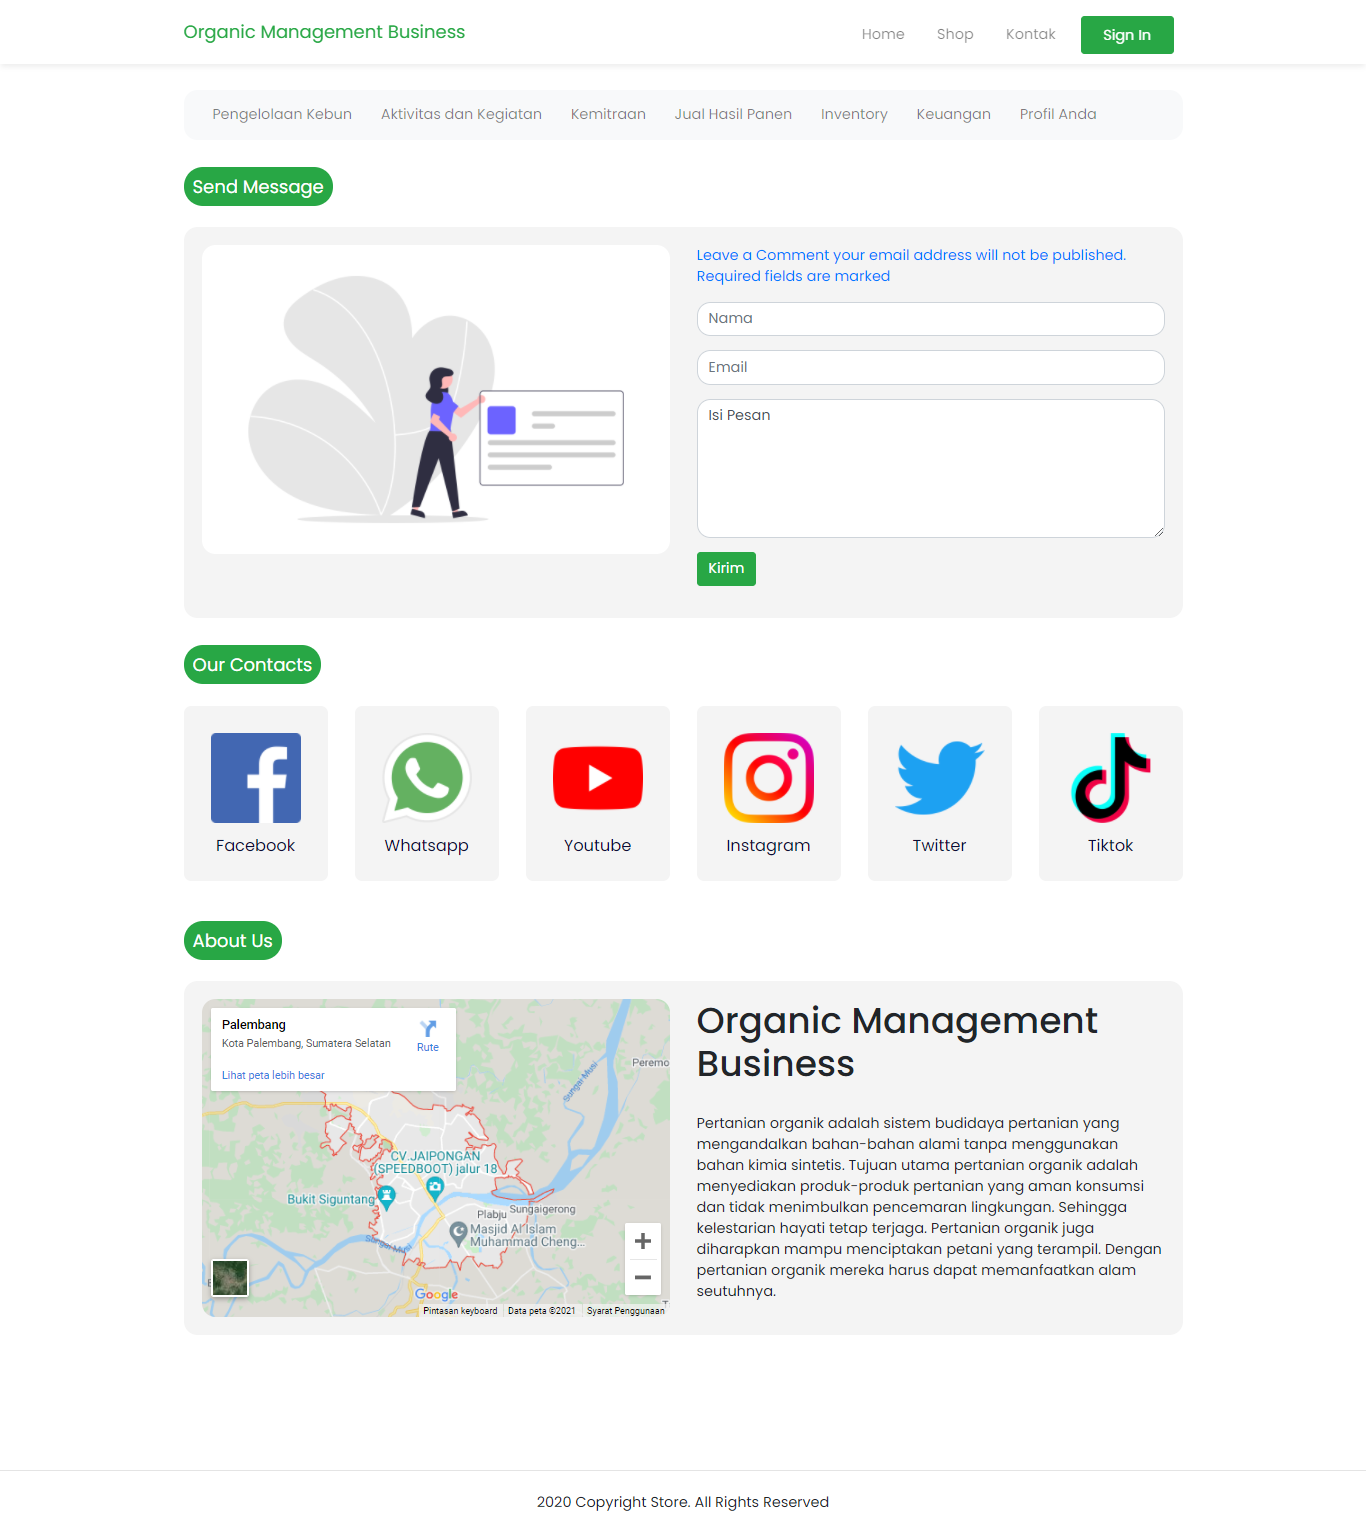 Organic Management Business
Home
Shop
Kontak
Sign In
Pengelolaan Kebun
Aktivitas dan Kegiatan
Kemitraan
Jual Hasil Panen
Inventory
Keuangan
Profil Anda
Send Message
Leave a Comment your email address will not be published.
Required fields are marked
Nama
Email
Isi Pesan
Kirim
Our Contacts
Facebook
Whatsapp
Youtube
Instagram
Twitter
Tiktok
About Us
Palembang
Kota Palembang, Sumatera Selatan
Rute
Lihat peta lebih besar
Peremo
Sungai Musi
CV.JAIPONGAN
(SPEEDBOOT) jalur 18
Bukit Siguntang
Plabju
Sungaigerong
Masjid Al Islam
Muhammad Cheng...
Sungai Musi
Google
Pintasan keyboard
Data peta ©2021
Syarat Penggunaan
Organic Management
Business
Pertanian organik adalah sistem budidaya pertanian yang
mengandalkan bahan-bahan alami tanpa menggunakan
bahan kimia sintetis. Tujuan utama pertanian organik adalah
menyediakan produk-produk pertanian yang aman konsumsi
dan tidak menimbulkan pencemaran lingkungan. Sehingga
kelestarian hayati tetap terjaga. Pertanian organik juga
diharapkan mampu menciptakan petani yang terampil. Dengan
pertanian organik mereka harus dapat memanfaatkan alam
seutuhnya.
2020 Copyright Store. All Rights Reserved